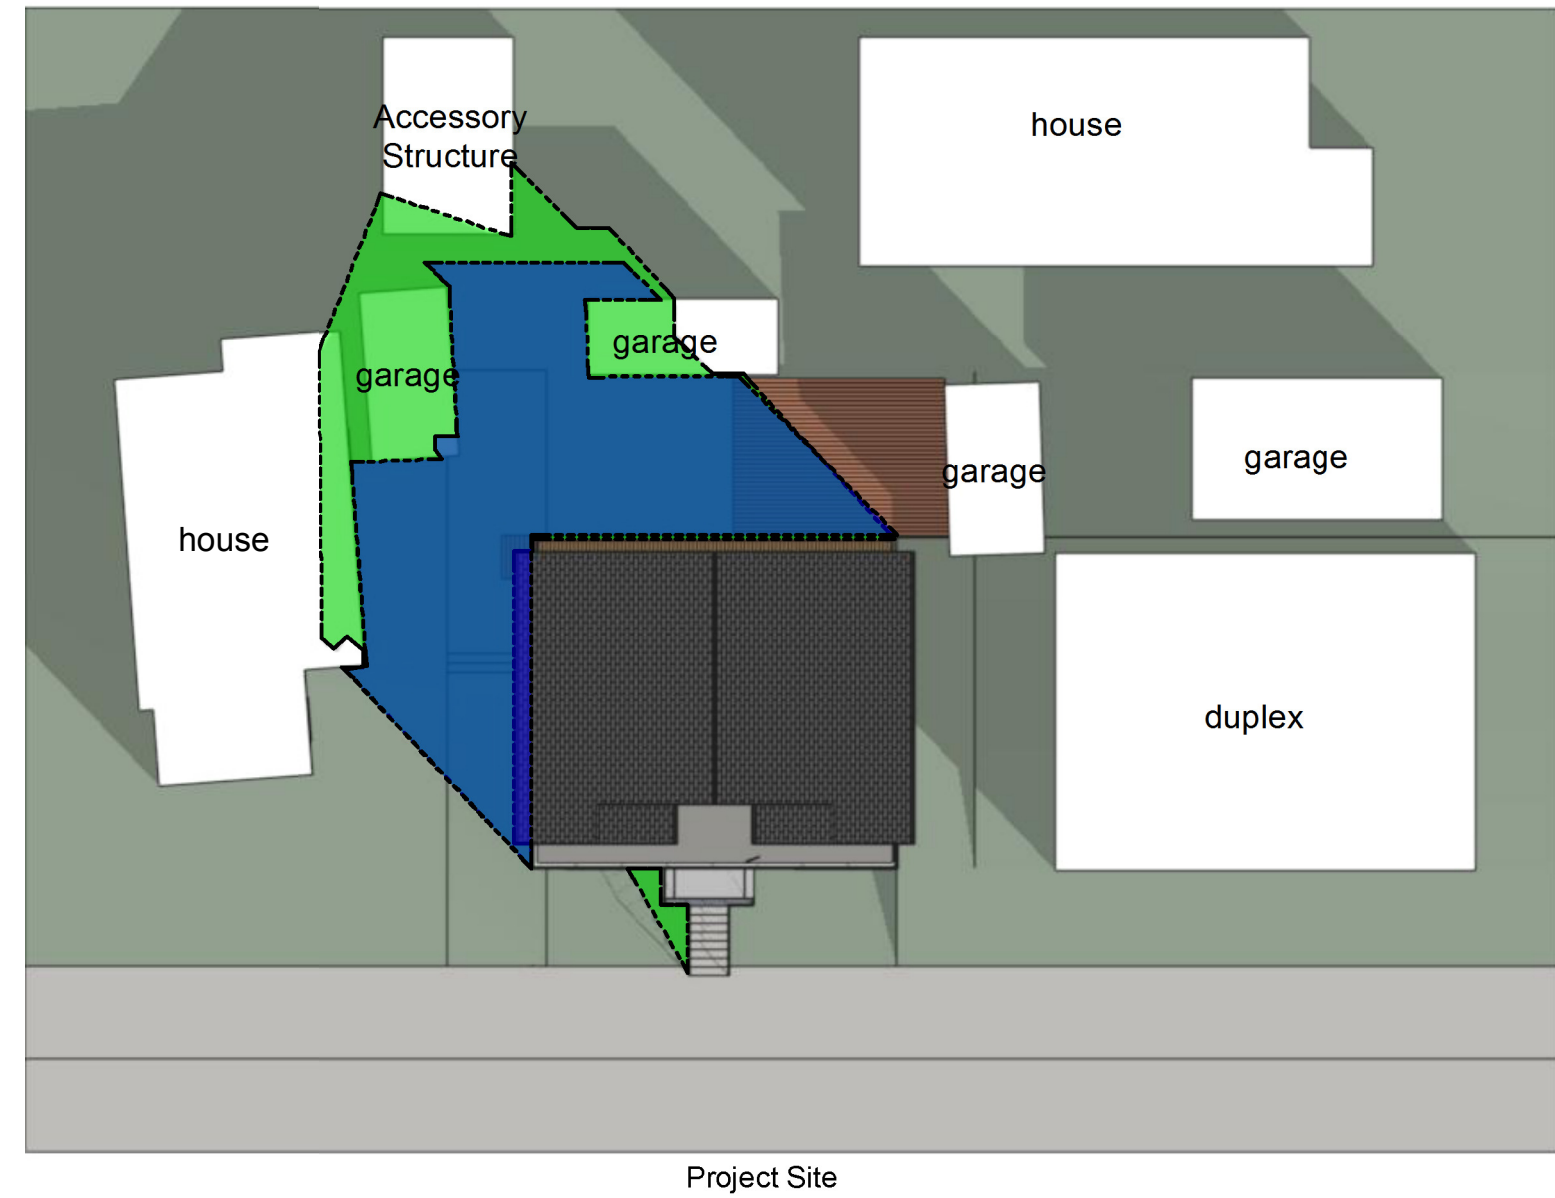 Accessory
Structure
house
garage
garage
garage
garage
house
duplex
Project Site